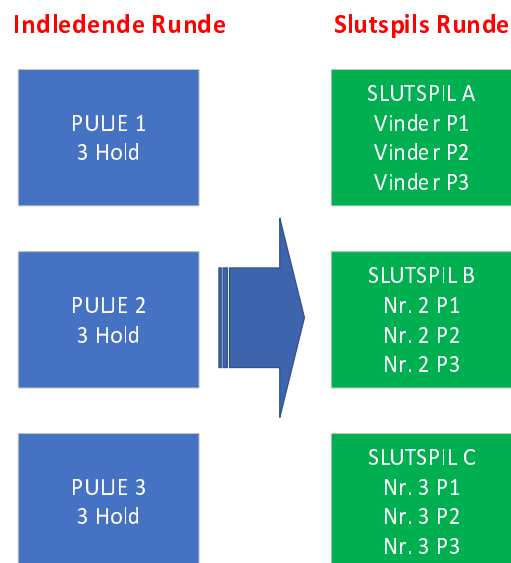 Indledende Runde
Slutspils Runde
PULJE 1
3 Hold
SLUTSPIL A
Vinder P1
Vinder P2
Vinder P3
PULJE 2
3 Hold
SLUTSPIL B
Nr. 2 P1
Nr. 2 P2
Nr. 2 P3
PULJE 3
3 Hold
SLUTSPIL C
Nr. 3 P1
Nr. 3 P2
Nr. 3 P3